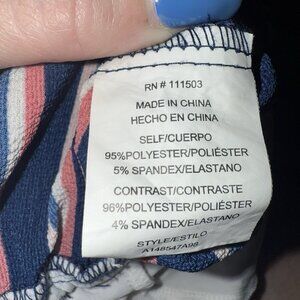 RN # 111503
MADE IN CHINA
HECHO EN CHINA
SELF/CUERPO
95%POLYESTER/POLIÉSTER
5% SPANDEX/ELASTANO
CONTRAST/CONTRASTE
96%POLYESTER/POLIÉSTER
4% SPANDEX/ELASTANO
STYLE/ESTILO
A148547A98